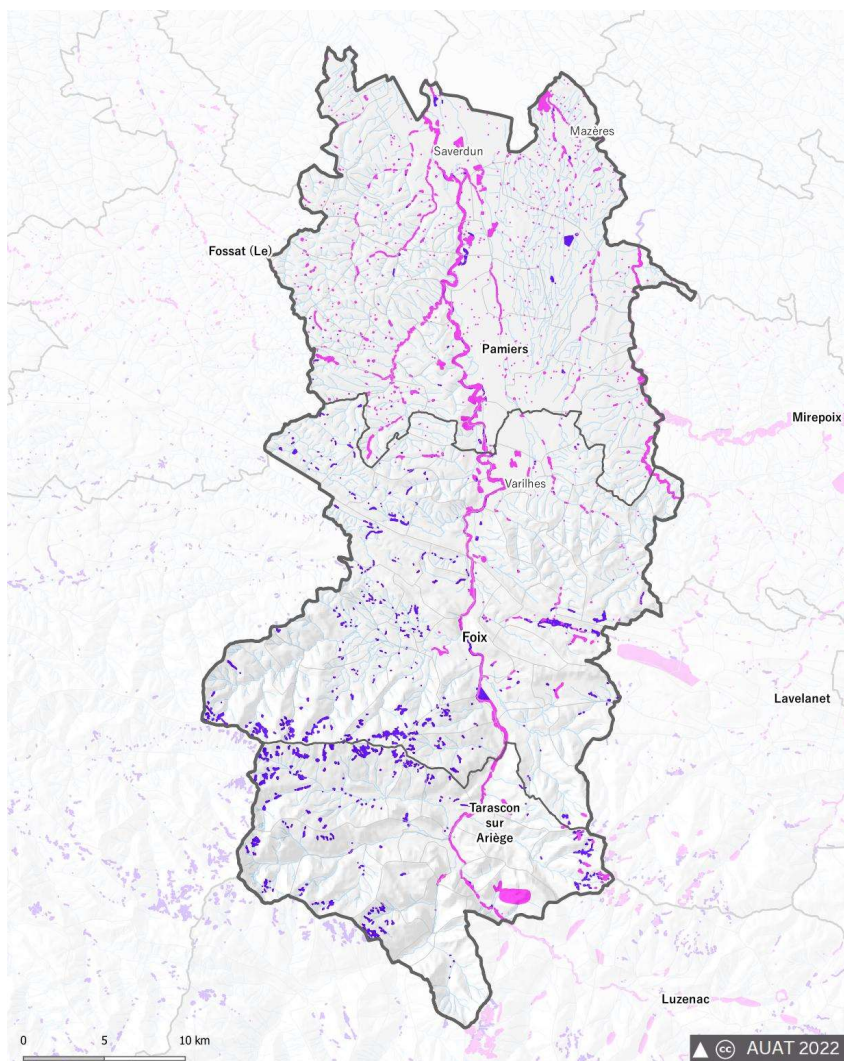 Mazères
Saverdun
Fossat (Le)
Pamiers
Mirepoix
Varilhes
Foix
Lavelanet
Tarascon
sur
Ariège
Luzenac
0 5 10 km
cc AUAT 2022